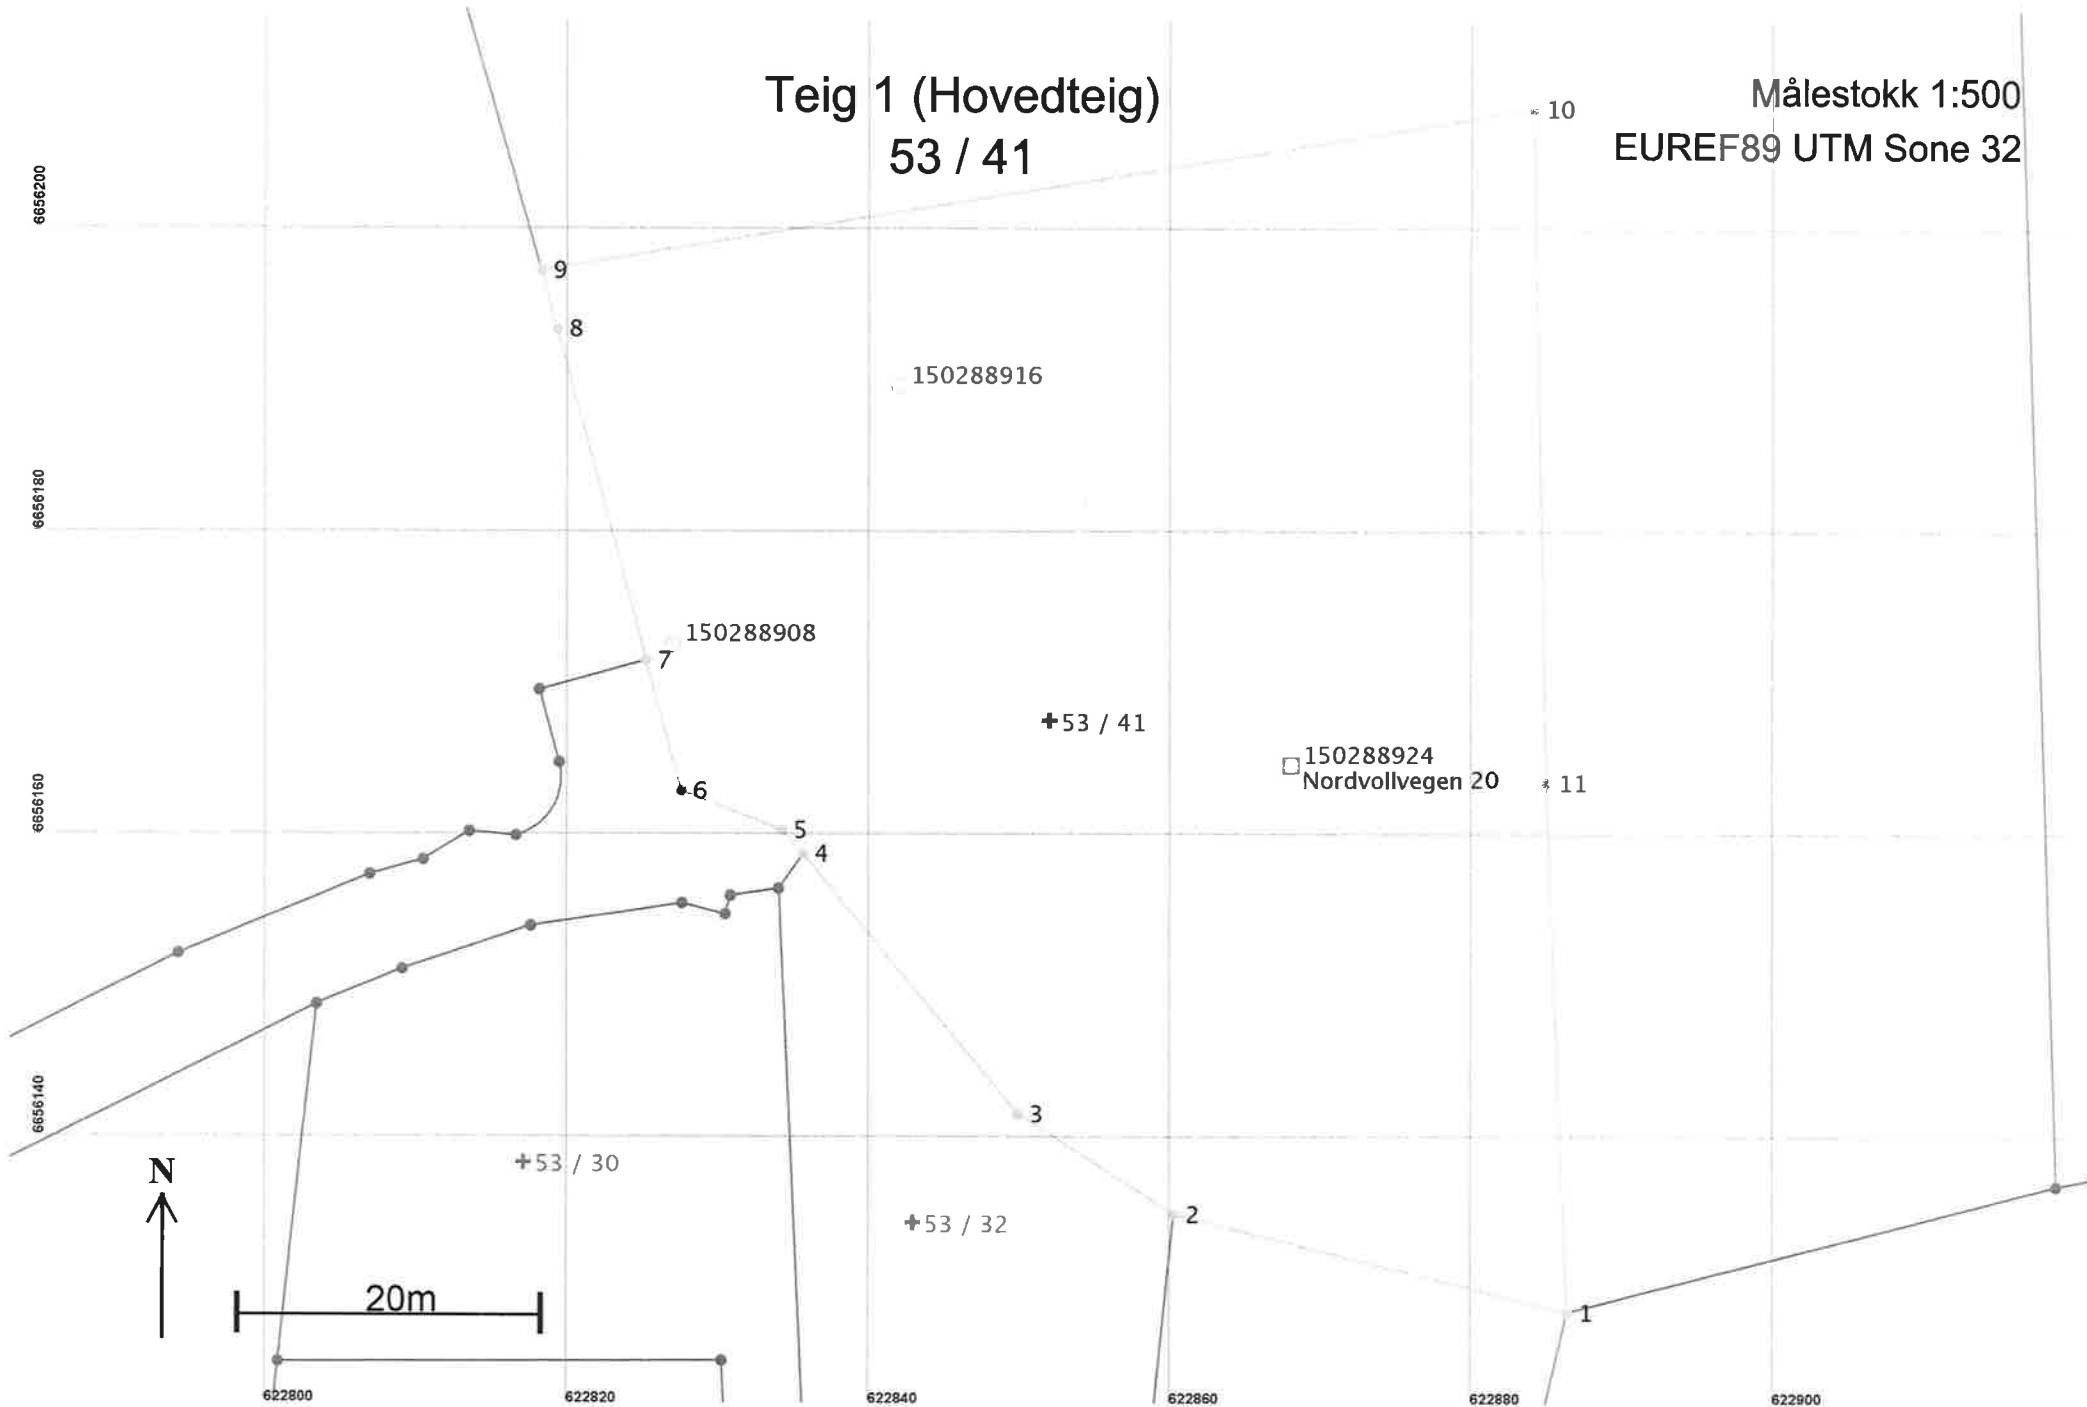 Teig 1 (Hovedteig)
53 / 41
Målestokk 1:500
EUREF89 UTM Sone 32
10
6656200
9
8
150288916
6656180
150288908
7
+53 / 41
150288924
Nordvollvegen 20
11
6
6656160
5
4
3
6656140
+53 / 30
N
2
+53 / 32
20m
1
622800
622820
622840
622860
622880
622900